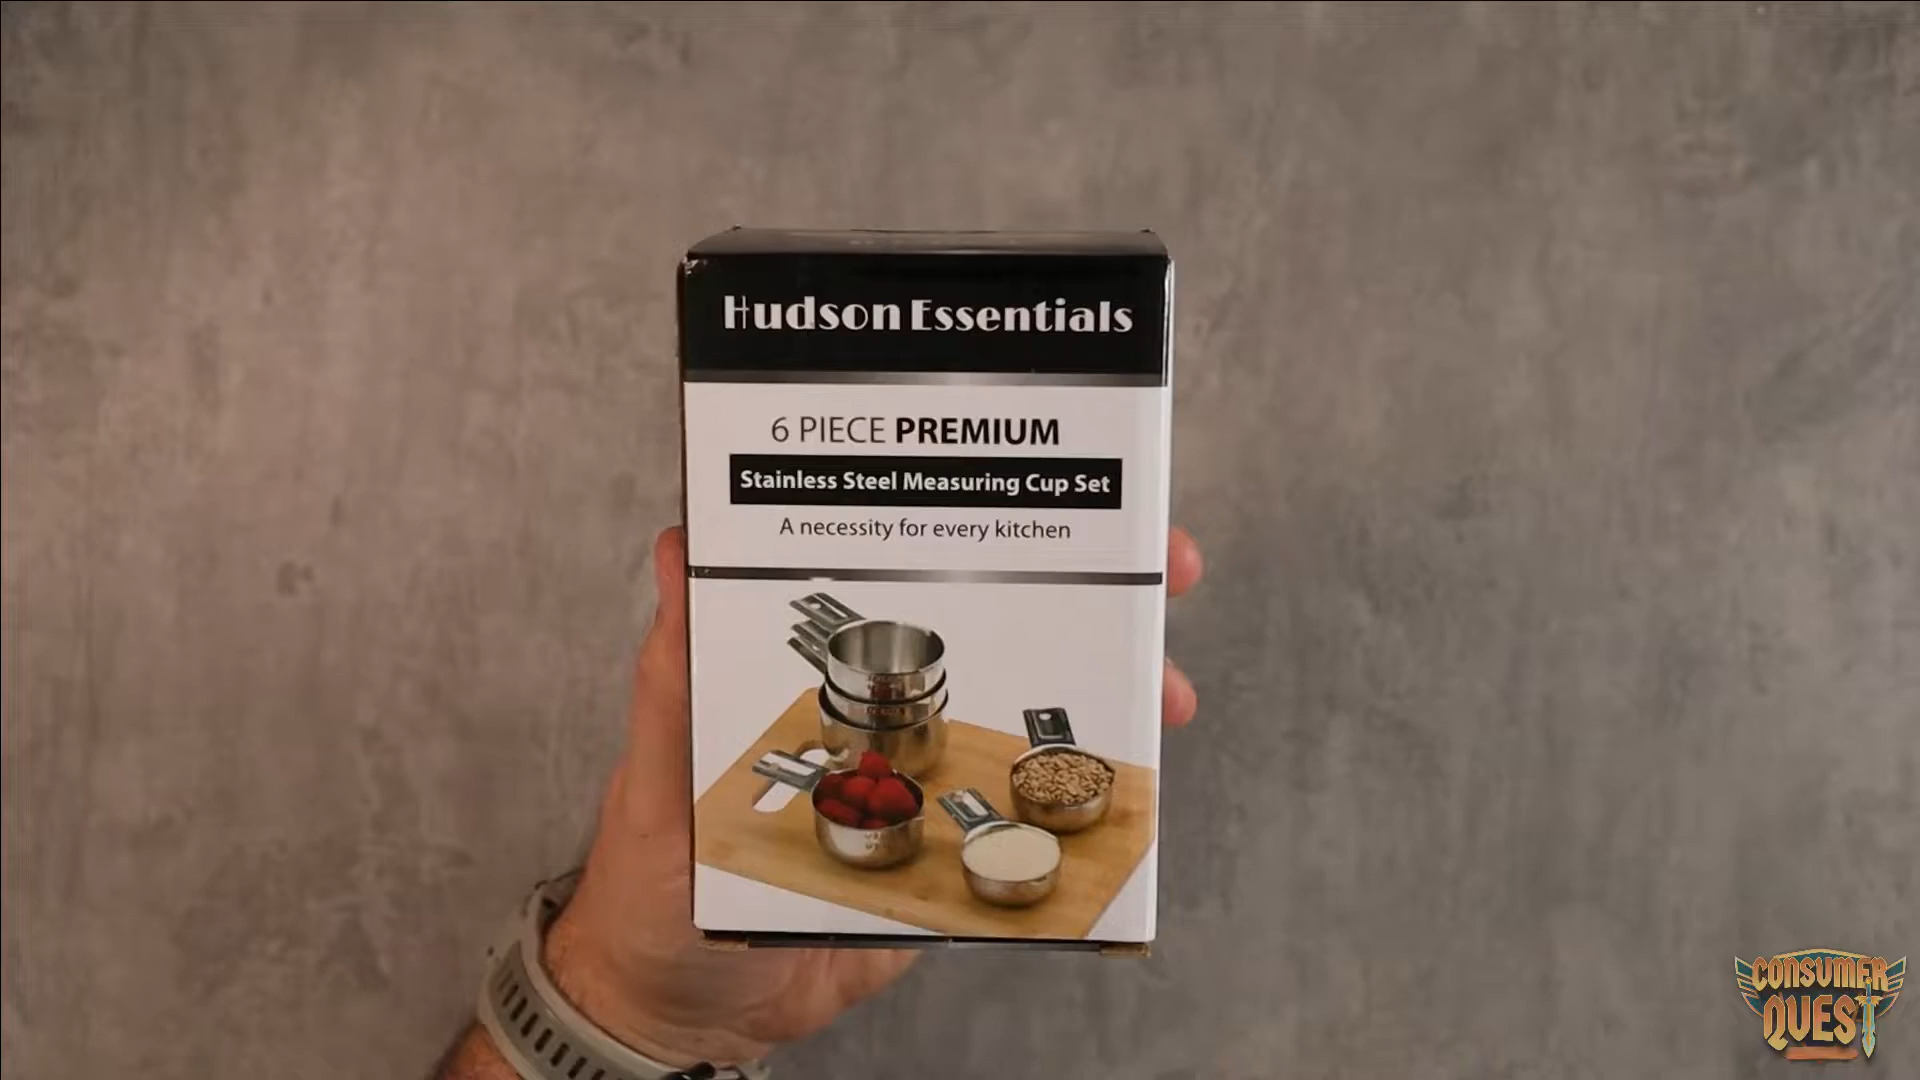 Hudson Essentials
6 PIECE PREMIUM
Stainless Steel Measuring Cup Set
A necessity for every kitchen
CONSUMER
QUEST